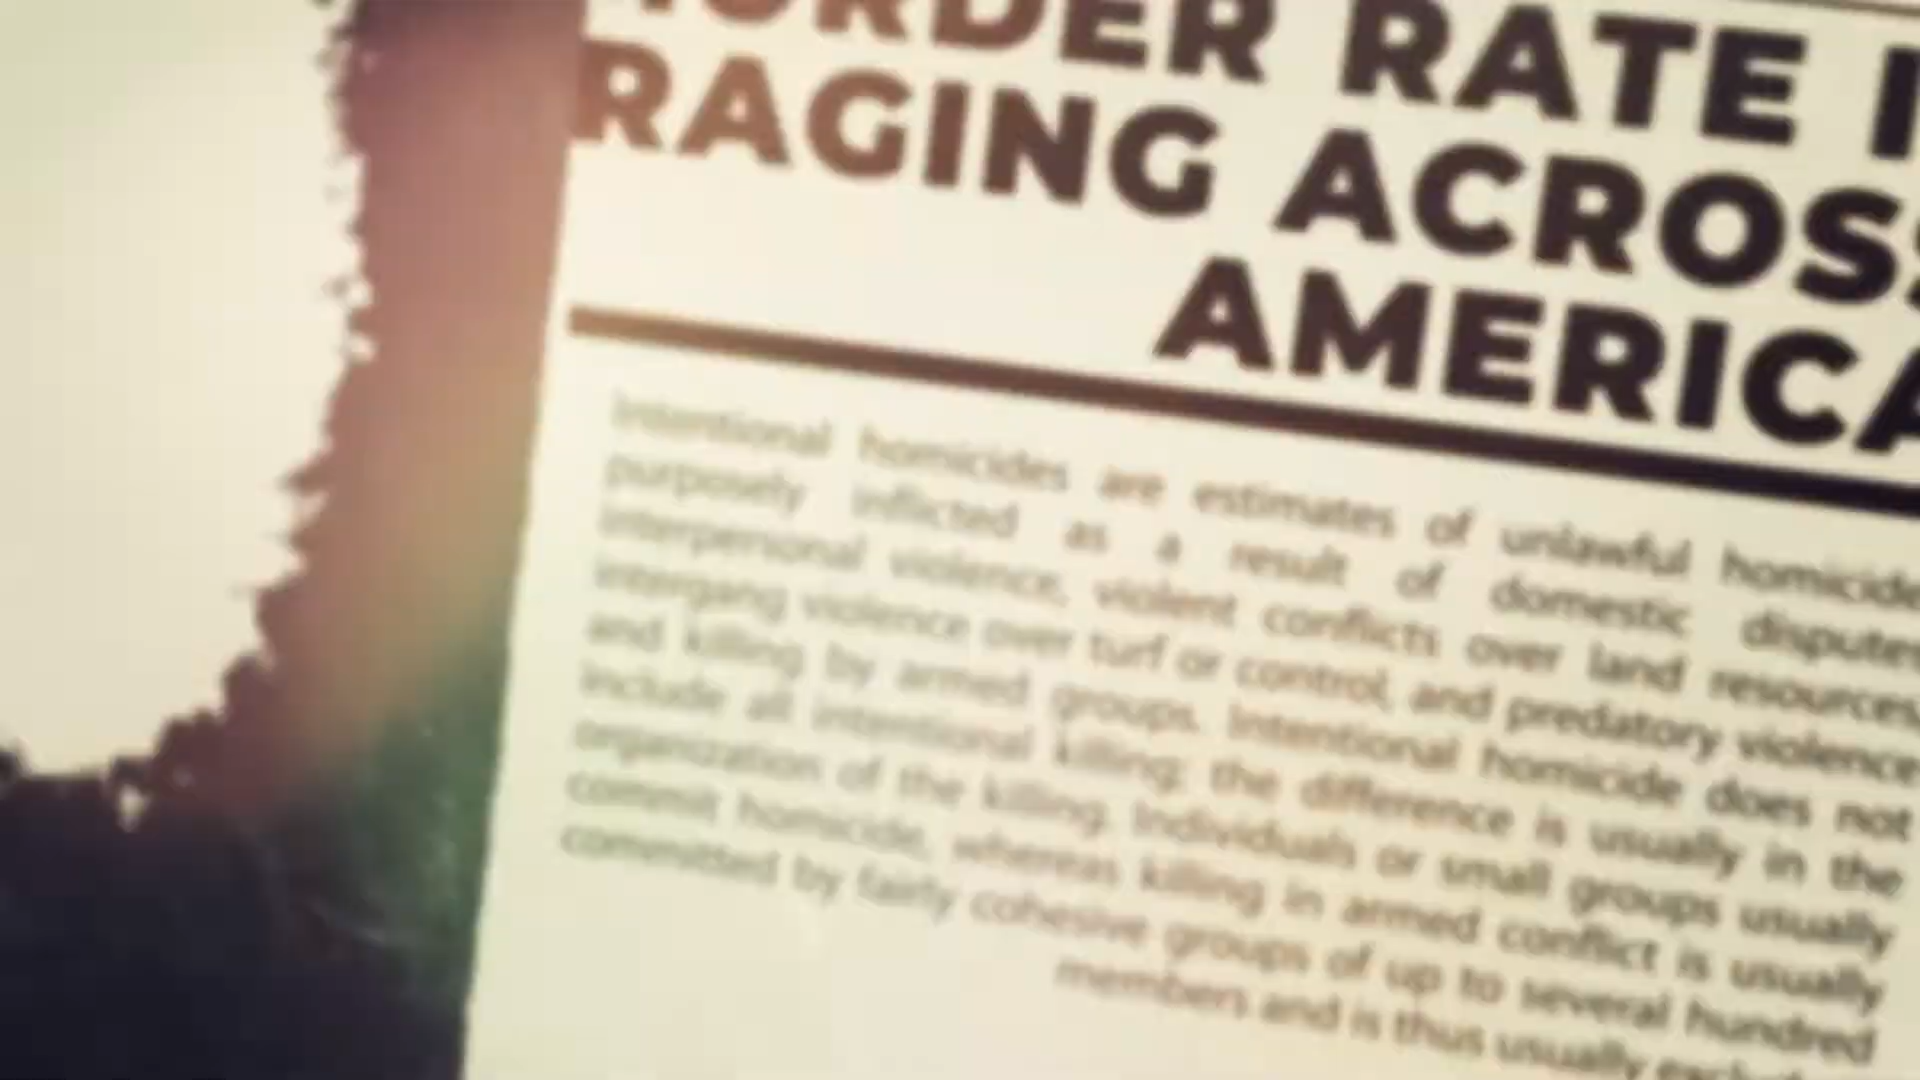 MURDER RATE I
RAGING ACROSS
AMERICA
Intentional homicides are estimates of unlawful homicide
purposely inflicted as a result of domestic disputes
interpersonal violence, violent conflicts over land resources,
intergang violence over turf or control, and predatory violence
and killing by armed groups. Intentional homicide does not
include all intentional killing; the difference is usually in the
organization of the killing. Individuals or small groups usually
commit homicide, whereas killing in armed conflict is usually
committed by fairly cohesive groups of up to several hundred
members and is thus usually